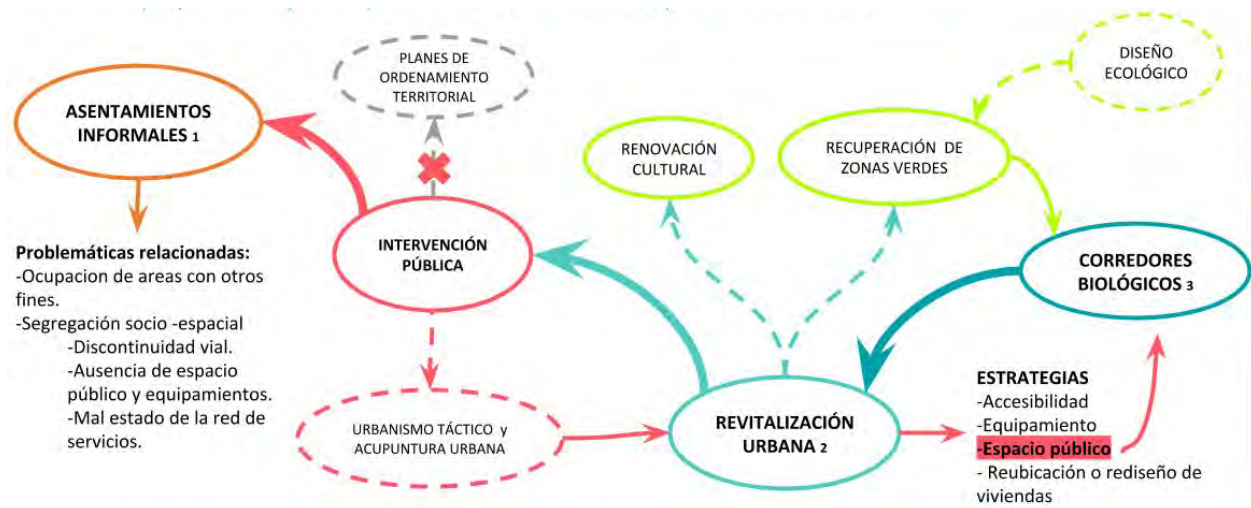 PLANES DE
ORDENAMIENTO
TERRITORIAL
DISEÑO
ECOLÓGICO
ASENTAMIENTOS
INFORMALES 1
RENOVACIÓN
CULTURAL
RECUPERACIÓN DE
ZONAS VERDES
INTERVENCIÓN
PÚBLICA
CORREDORES
BIOLÓGICOS 3
Problemáticas relacionadas:
-Ocupacion de areas con otros
fines.
-Segregación socio -espacial
-Discontinuidad vial.
-Ausencia de espacio
público y equipamientos.
-Mal estado de la red de
servicios.
URBANISMO TÁCTICO y
ACUPUNTURA URBANA
REVITALIZACIÓN
URBANA 2
ESTRATEGIAS
-Accesibilidad
-Equipamiento
-Espacio público
- Reubicación o rediseño de
viviendas